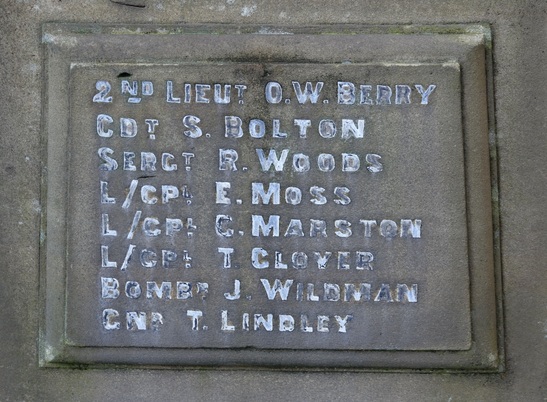 2ND LIEUT O.W. BERRY
CDT S. BOLTON
SERGT R. WOODS
L/CPL E. MOSS
L/CPL C. MARSTON
L/CPL T CLOVER
BOMBR J. WILDMAN
GNR T. LINDLEY